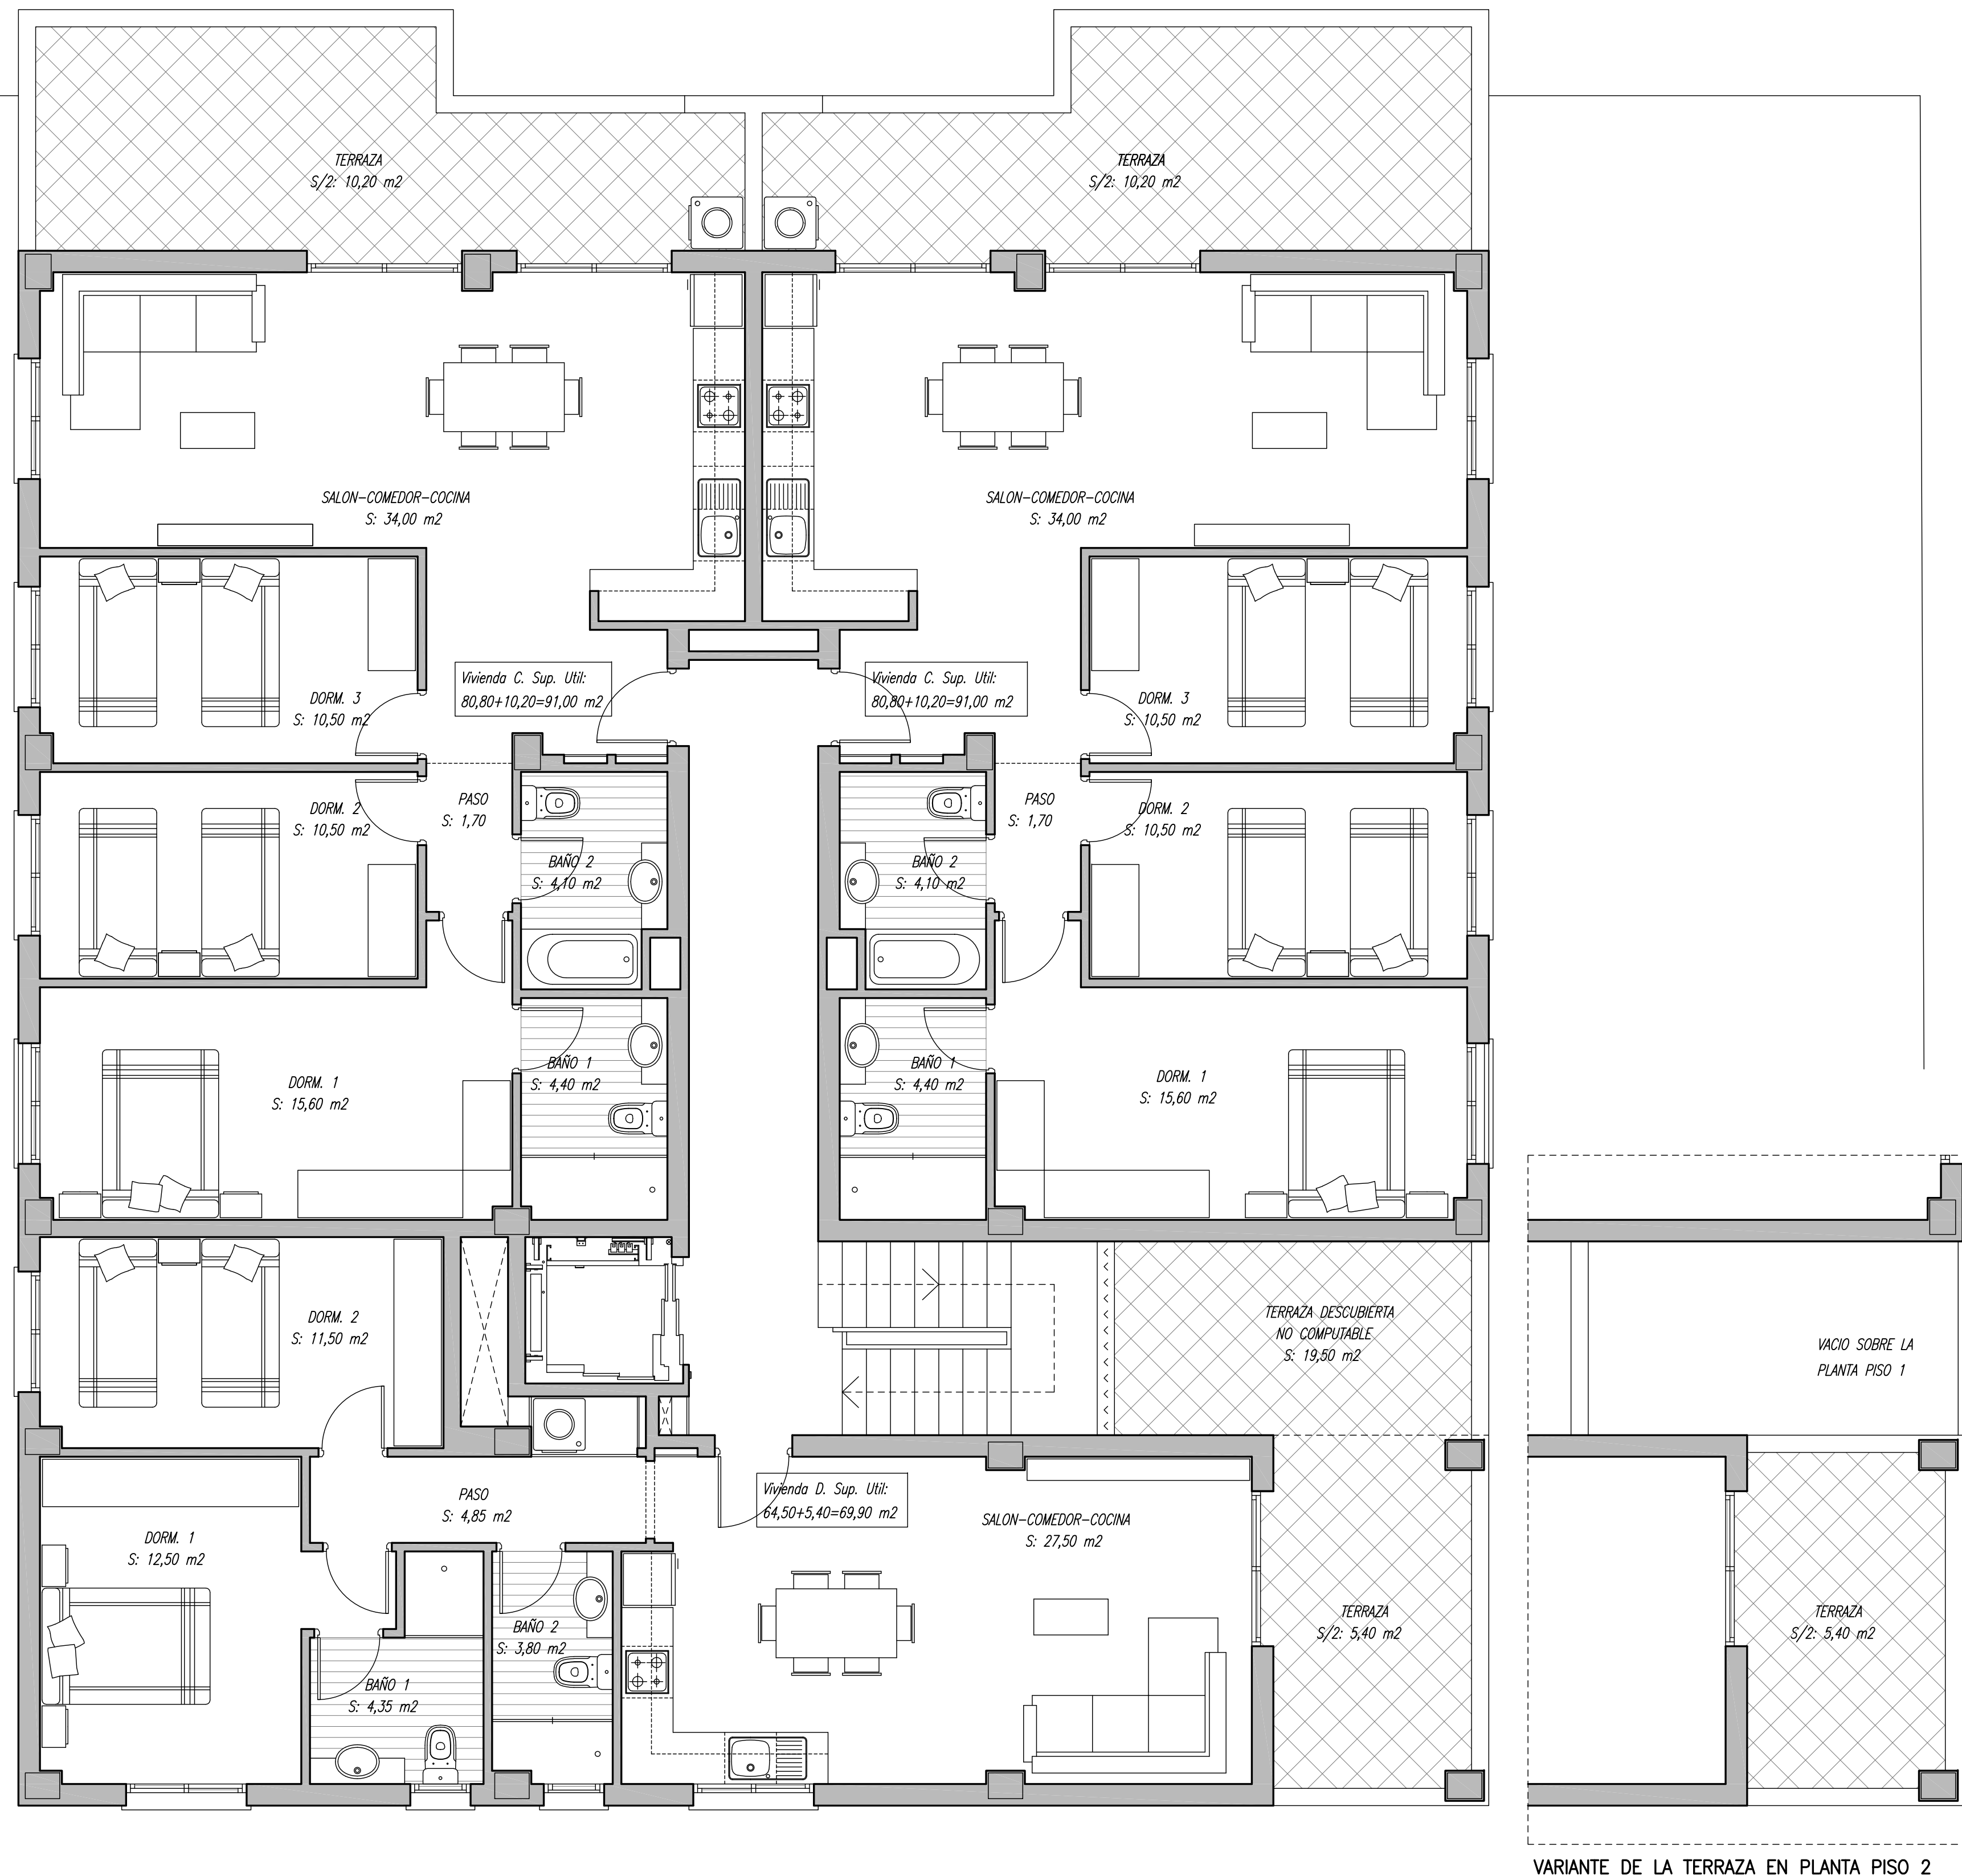 TERRAZA
S/2: 10,20 m2
TERRAZA
S/2: 10,20 m2
SALON-COMEDOR-COCINA
S: 34,00 m2
SALON-COMEDOR-COCINA
S: 34,00 m2
Vivienda C. Sup. Util:
80,80+10,20=91,00 m2
Vivienda C. Sup. Util:
80,80+10,20=91,00 m2
DORM. 3
S: 10,50 m2
DORM. 3
S: 10,50 m2
DORM. 2
S: 10,50 m2
PASO
S: 1,70
PASO
S: 1,70
DORM. 2
S: 10,50 m2
BAÑO 2
S: 4,10 m2
BAÑO 2
S: 4,10 m2
DORM. 1
S: 15,60 m2
BAÑO 1
S: 4,40 m2
BAÑO 1
S: 4,40 m2
DORM. 1
S: 15,60 m2
DORM. 2
S: 11,50 m2
TERRAZA DESCUBIERTA
NO COMPUTABLE
S: 19,50 m2
VACIO SOBRE LA
PLANTA PISO 1
PASO
S: 4,85 m2
Vivienda D. Sup. Util:
64,50+5,40=69,90 m2
SALON-COMEDOR-COCINA
S: 27,50 m2
DORM. 1
S: 12,50 m2
BAÑO 2
S: 3,80 m2
TERRAZA
S/2: 5,40 m2
TERRAZA
S/2: 5,40 m2
BAÑO 1
S: 4,35 m2
VARIANTE DE LA TERRAZA EN PLANTA PISO 2